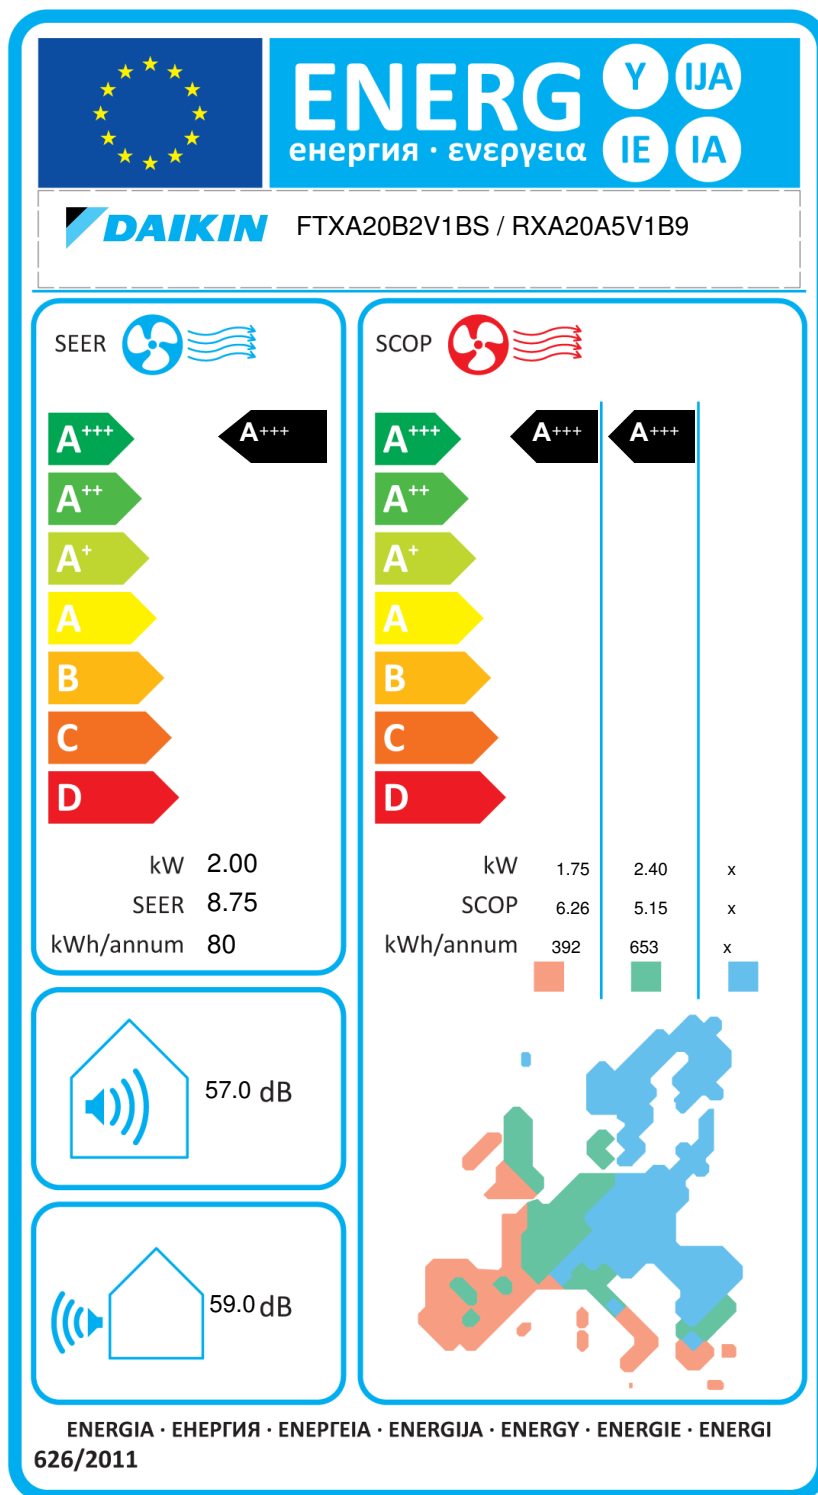 ENERG
енергия · ενεργεια
Y
IJA
IE
IA
DAIKIN
FTXA20B2V1BS / RXA20A5V1B9
SEER
A+++
A+++
A++
A+
A
B
C
D
kW 2.00
SEER 8.75
kWh/annum 80
SCOP
A+++
A+++
A+++
A++
A+
A
B
C
D
kW 1.75 2.40 x
SCOP 6.26 5.15 x
kWh/annum 392 653 x
57.0 dB
59.0 dB
ENERGIA · ЕНЕРГИЯ · ΕΝΕΡΓΕΙΑ · ENERGIJA · ENERGY · ENERGIE · ENERGI
626/2011